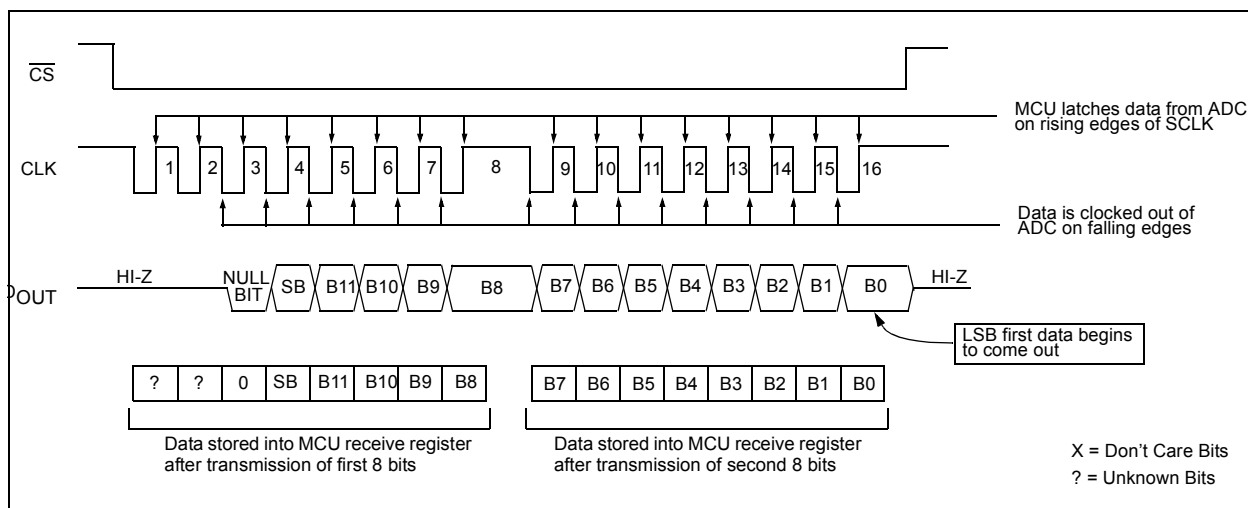 CS
MCU latches data from ADC
on rising edges of SCLK
CLK
1 2 3 4 5 6 7 8 9 10 11 12 13 14 15 16
Data is clocked out of
ADC on falling edges
HI-Z
NULL
BIT
SB B11 B10 B9 B8 B7 B6 B5 B4 B3 B2 B1 B0
HI-Z
DOUT
LSB first data begins
to come out
? ? 0 SB B11 B10 B9 B8
B7 B6 B5 B4 B3 B2 B1 B0
Data stored into MCU receive register
after transmission of first 8 bits
Data stored into MCU receive register
after transmission of second 8 bits
X = Don't Care Bits
? = Unknown Bits